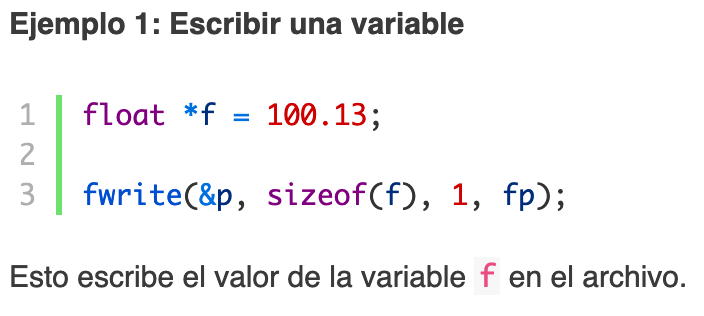 Ejemplo 1: Escribir una variable
1 float *f = 100.13;
2
3 fwrite(&p, sizeof(f), 1, fp);
Esto escribe el valor de la variable f en el archivo.